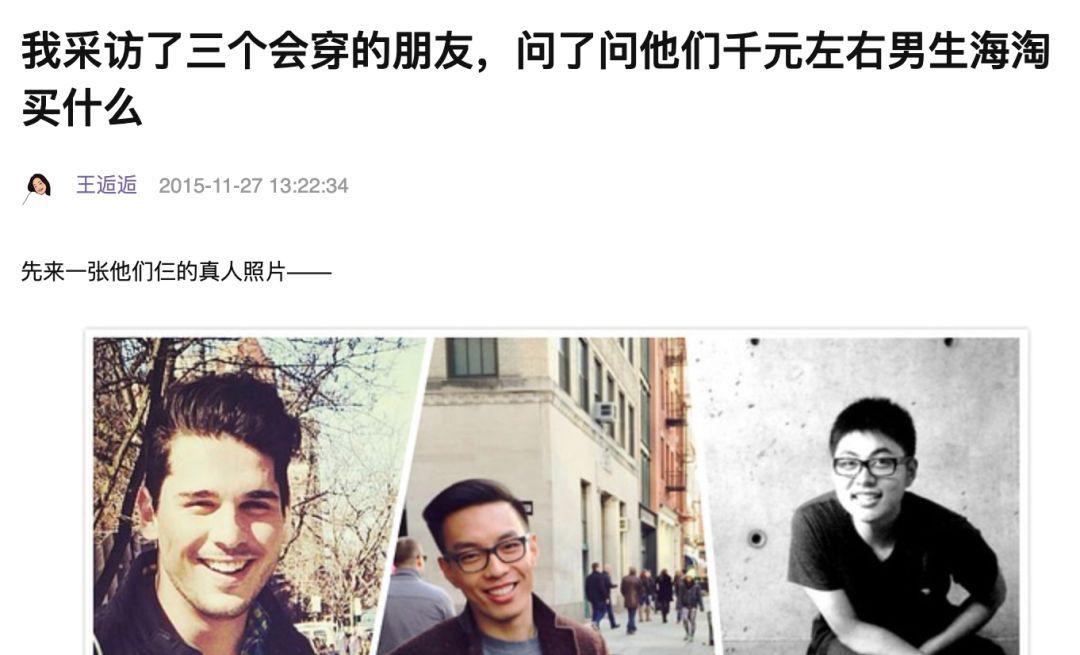 我采访了三个会穿的朋友，问了问他们千元左右男生海淘
买什么
王逅逅 2015-11-27 13:22:34
先来一张他们仨的真人照片——